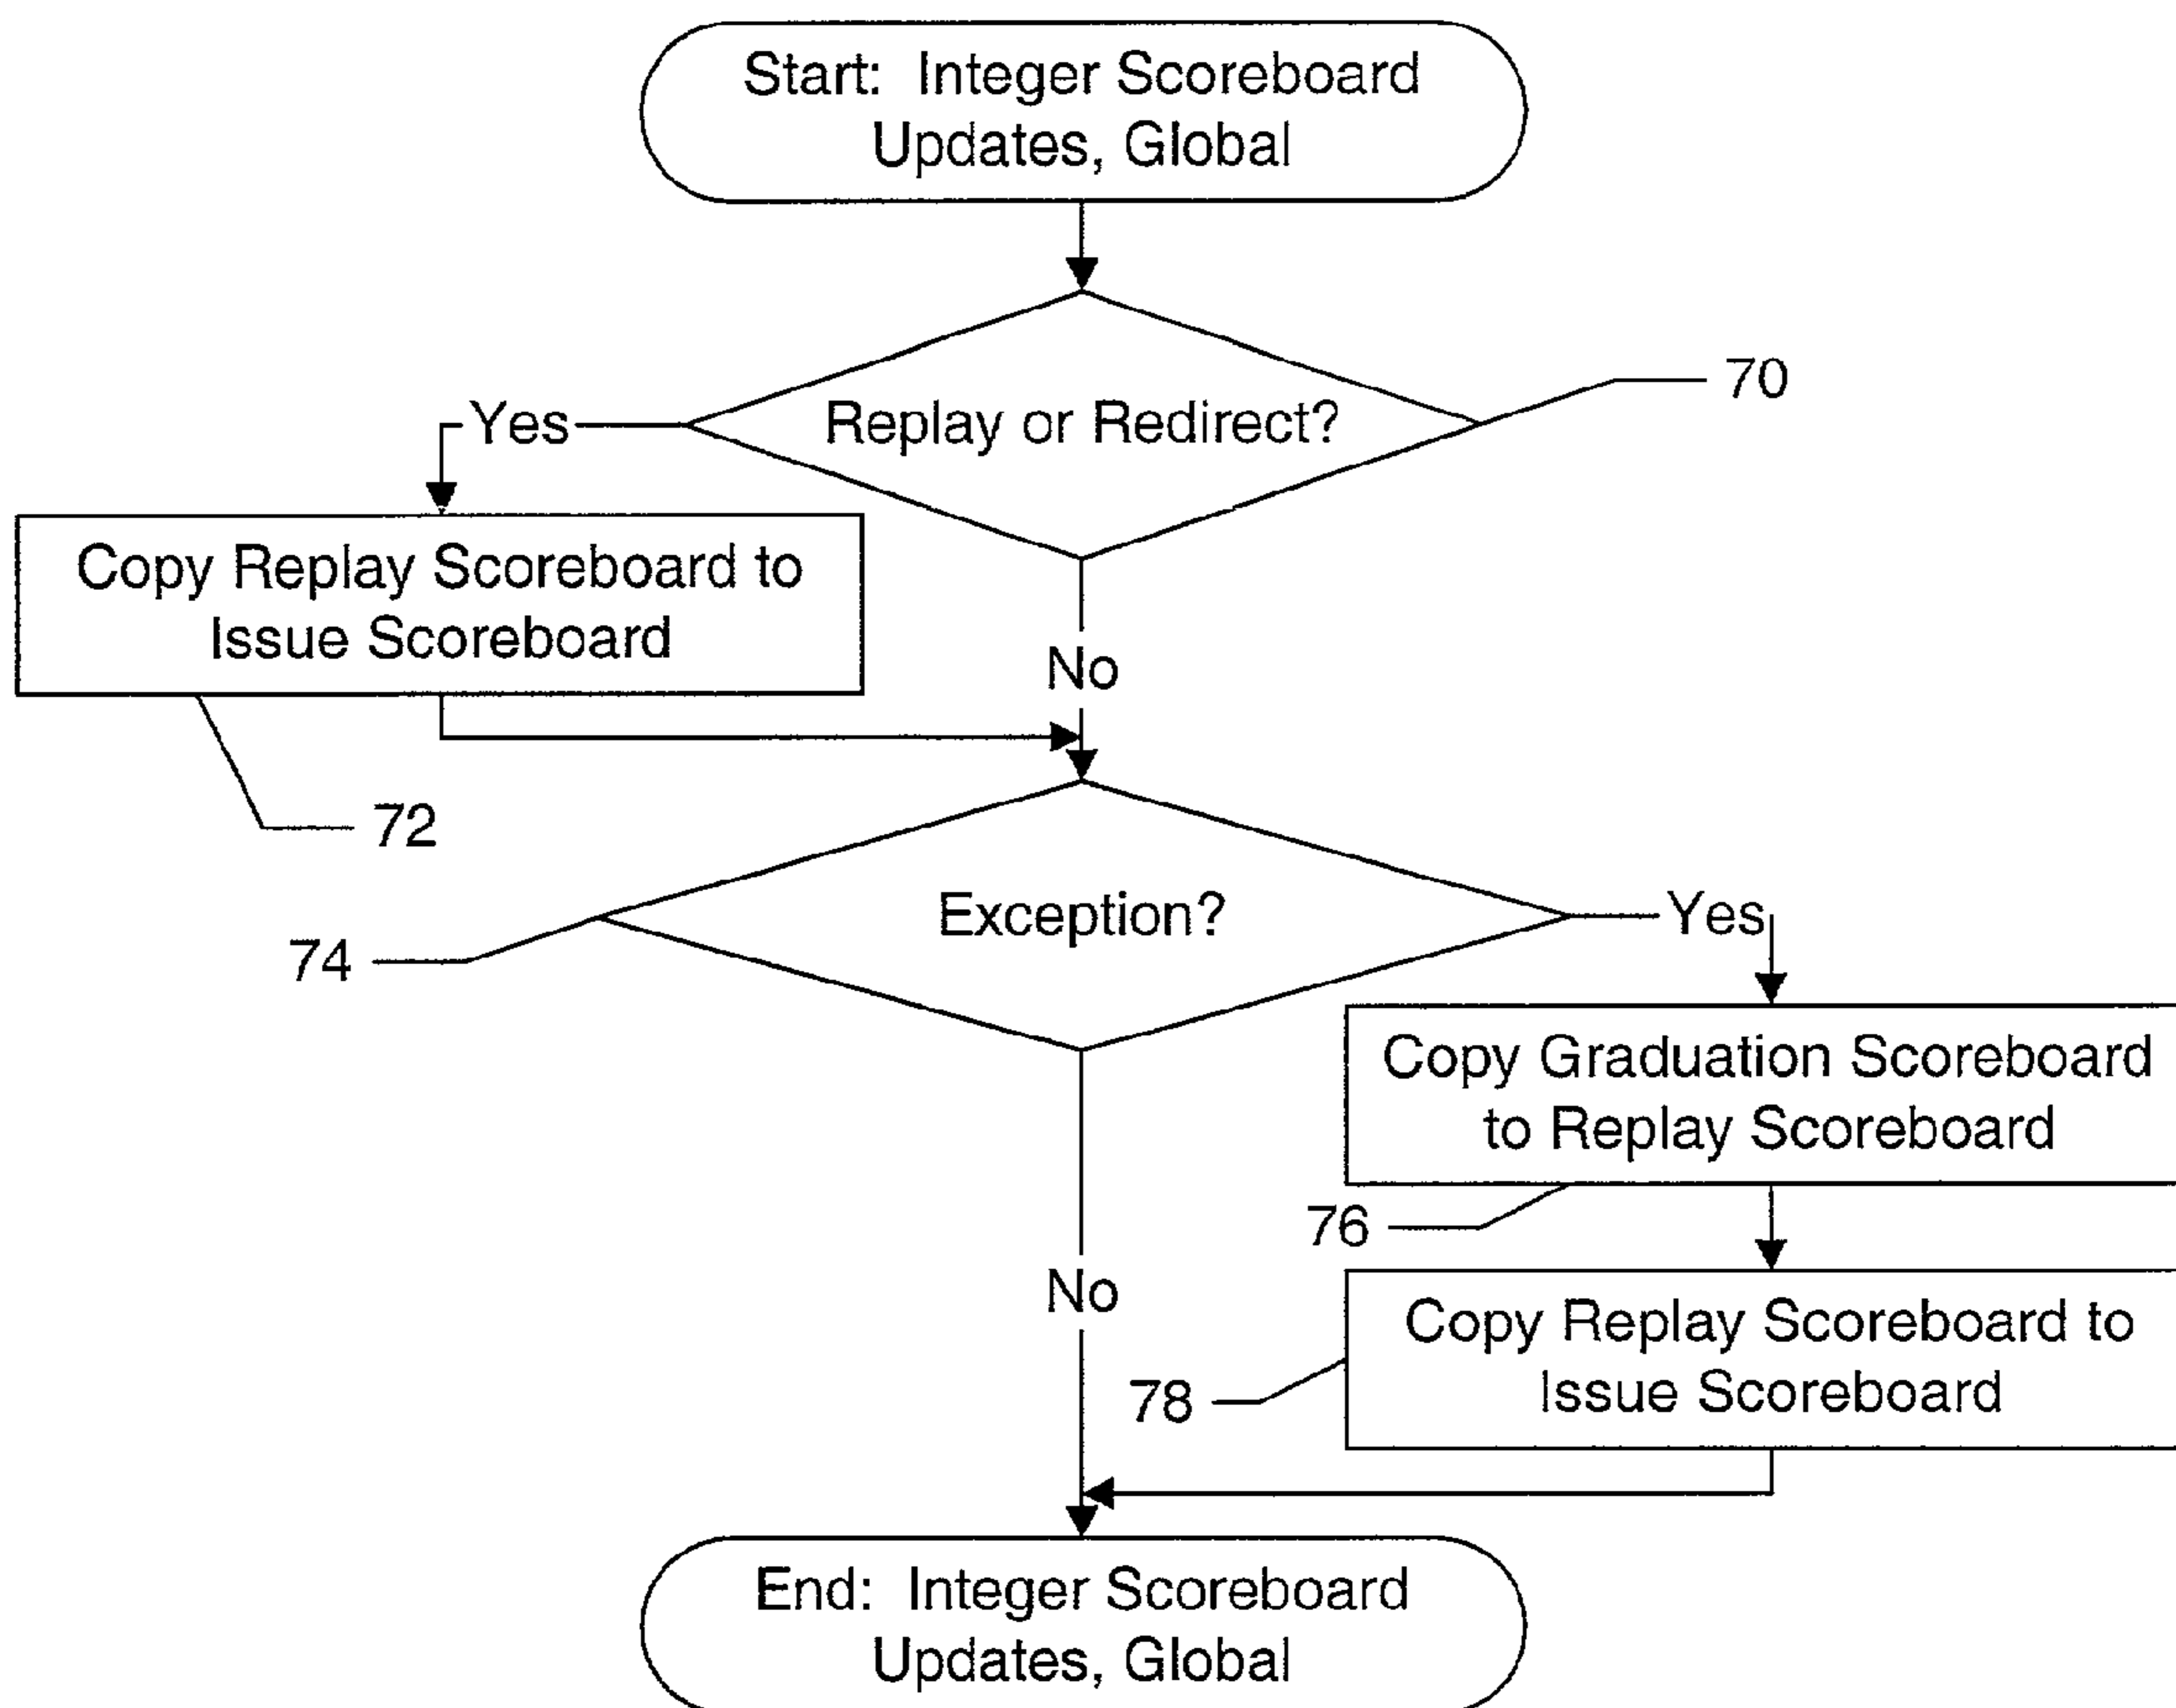 Start: Integer Scoreboard
Updates, Global
Replay or Redirect?
70
Yes
Copy Replay Scoreboard to
Issue Scoreboard
No
72
Exception?
Yes
74
Copy Graduation Scoreboard
to Replay Scoreboard
76
No
Copy Replay Scoreboard to
Issue Scoreboard
78
End: Integer Scoreboard
Updates, Global